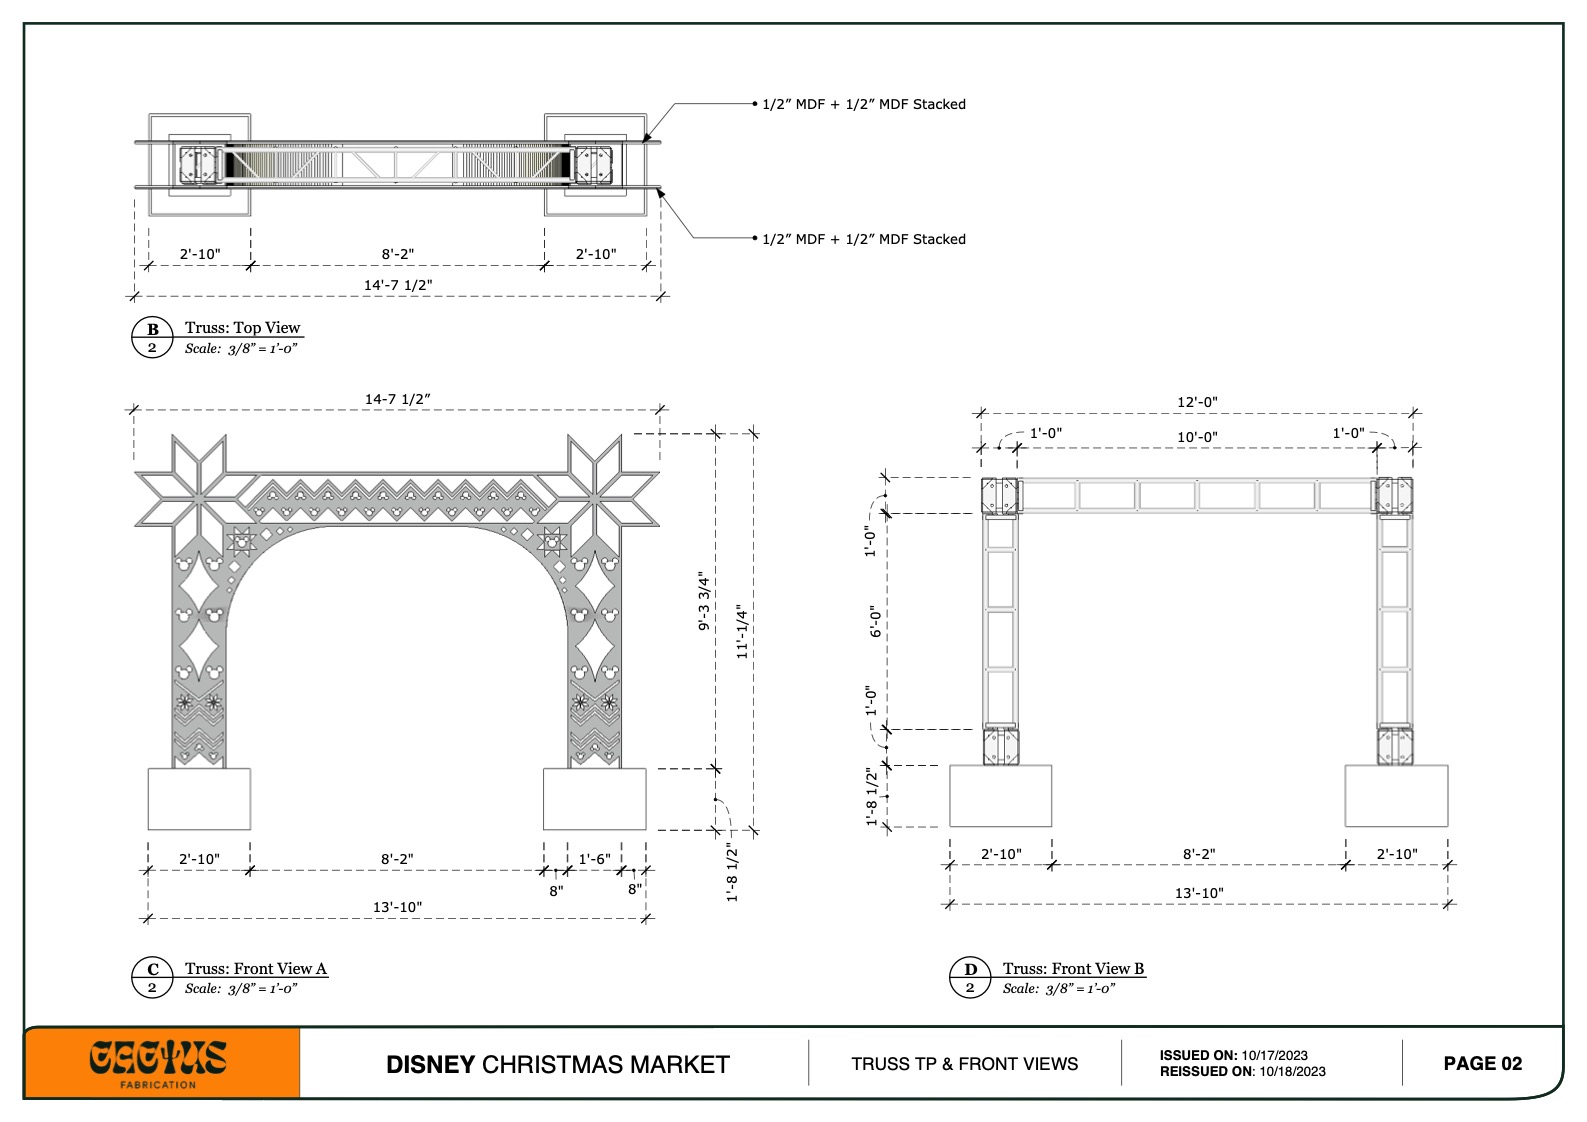 1/2” MDF + 1/2” MDF Stacked
1/2” MDF + 1/2” MDF Stacked
2'-10"
8'-2"
2'-10"
14'-7 1/2"
B
2
Truss: Top View
Scale: 3/8” = 1’-0”
14-7 1/2”
9'-3 3/4"
11'-1/4"
1'-8 1/2"
2'-10"
8'-2"
1'-6"
8"
8"
13'-10"
C
2
Truss: Front View A
Scale: 3/8” = 1’-0”
12'-0"
1'-0"
10'-0"
1'-0"
1'-0"
6'-0"
1'-0"
1'-8 1/2"
2'-10"
8'-2"
2'-10"
13'-10"
D
2
Truss: Front View B
Scale: 3/8” = 1’-0”
CACTUS
FABRICATION
DISNEY CHRISTMAS MARKET
TRUSS TP & FRONT VIEWS
ISSUED ON: 10/17/2023
REISSUED ON: 10/18/2023
PAGE 02